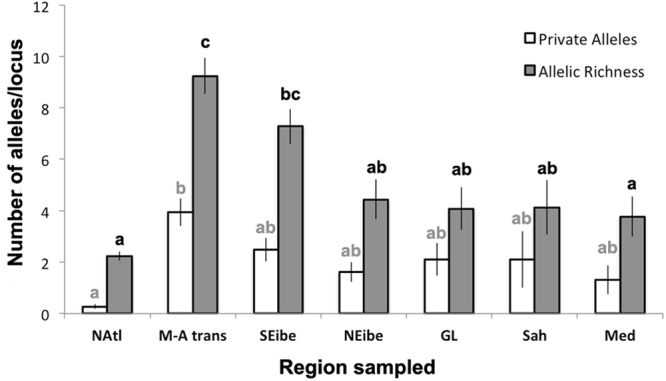 12
10
8
6
4
2
0
Number of alleles/locus
Private Alleles
Allelic Richness
a
a
b
c
ab
bc
ab
ab
ab
ab
ab
ab
ab
a
NAtl
M-A trans
SEibe
NEibe
GL
Sah
Med
Region sampled